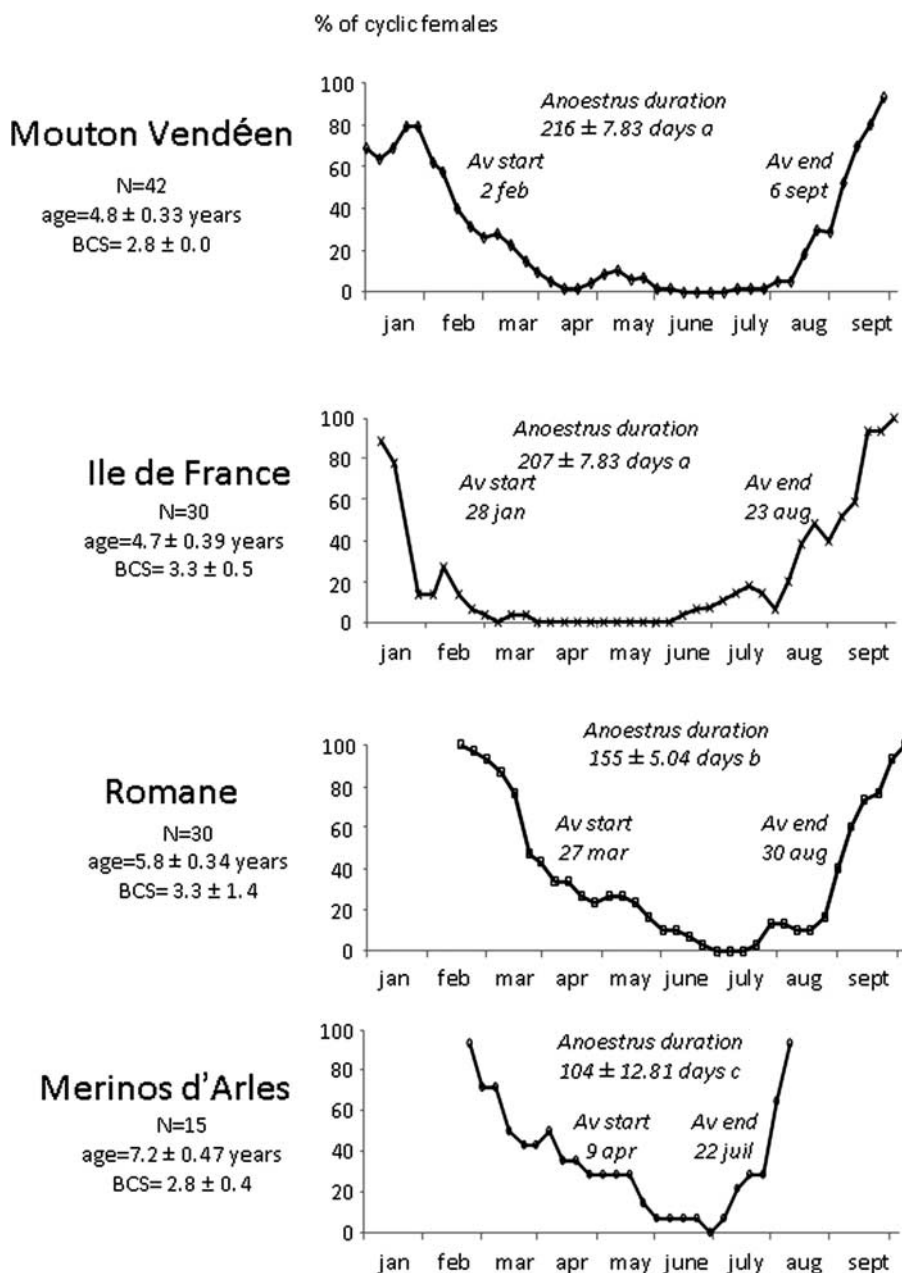 % of cyclic females
Mouton Vendéen
N=42
age=4.8 ± 0.33 years
BCS= 2.8 ± 0.0
100
80
60
40
20
0
Anoestrus duration
216 ± 7.83 days a
Av start
2 feb
Av end
6 sept
jan feb mar apr may june july aug sept
Ile de France
N=30
age=4.7 ± 0.39 years
BCS= 3.3 ± 0.5
100
80
60
40
20
0
Anoestrus duration
207 ± 7.83 days a
Av start
28 jan
Av end
23 aug
jan feb mar apr may june july aug sept
Romane
N=30
age=5.8 ± 0.34 years
BCS= 3.3 ± 1.4
100
80
60
40
20
0
Anoestrus duration
155 ± 5.04 days b
Av start
27 mar
Av end
30 aug
jan feb mar apr may june july aug sept
Merinos d'Arles
N=15
age=7.2 ± 0.47 years
BCS= 2.8 ± 0.4
100
80
60
40
20
0
Anoestrus duration
104 ± 12.81 days c
Av start
9 apr
Av end
22 juil
jan feb mar apr may june july aug sept